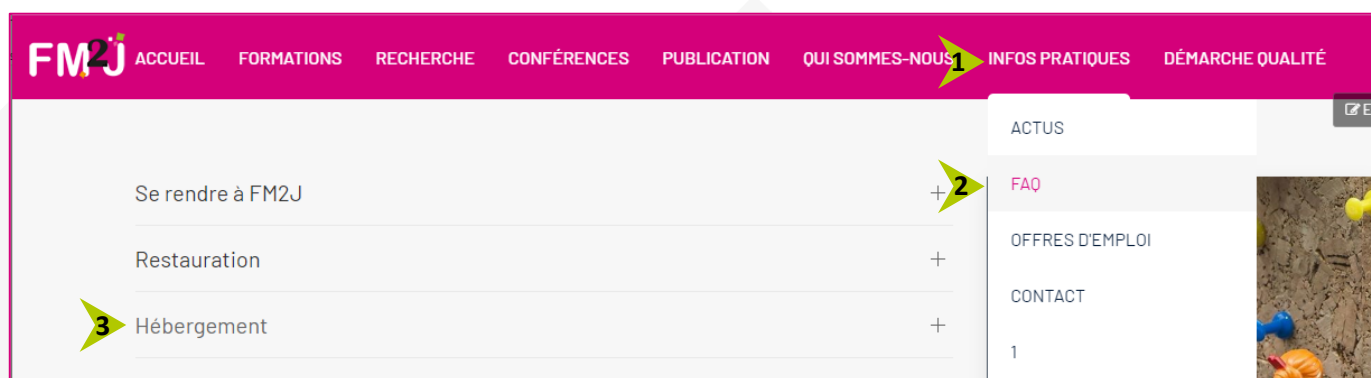 FM2J ACCUEIL FORMATIONS RECHERCHE CONFÉRENCES PUBLICATION QUI SOMMES-NOUS 1 INFOS PRATIQUES DÉMARCHE QUALITÉ
ACTUS
E
Se rendre à FM2J
2 FAQ
Restauration
OFFRES D'EMPLOI
CONTACT
3 Hébergement
1